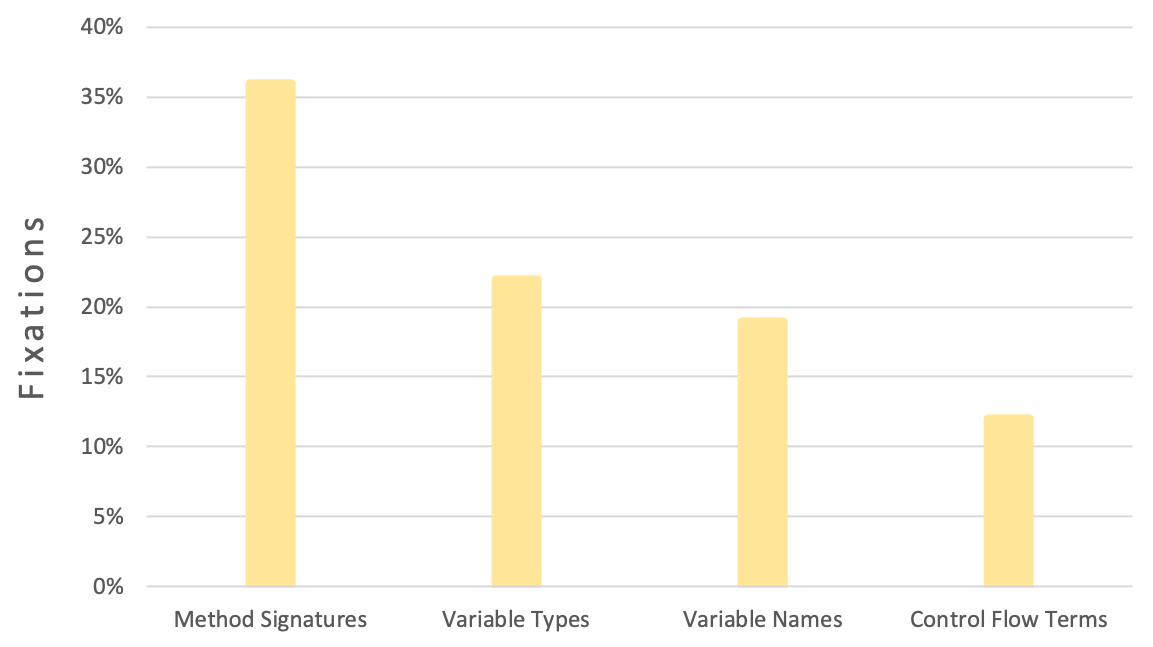 40%
35%
30%
25%
20%
15%
10%
5%
0%
Fixations
Method Signatures
Variable Types
Variable Names
Control Flow Terms